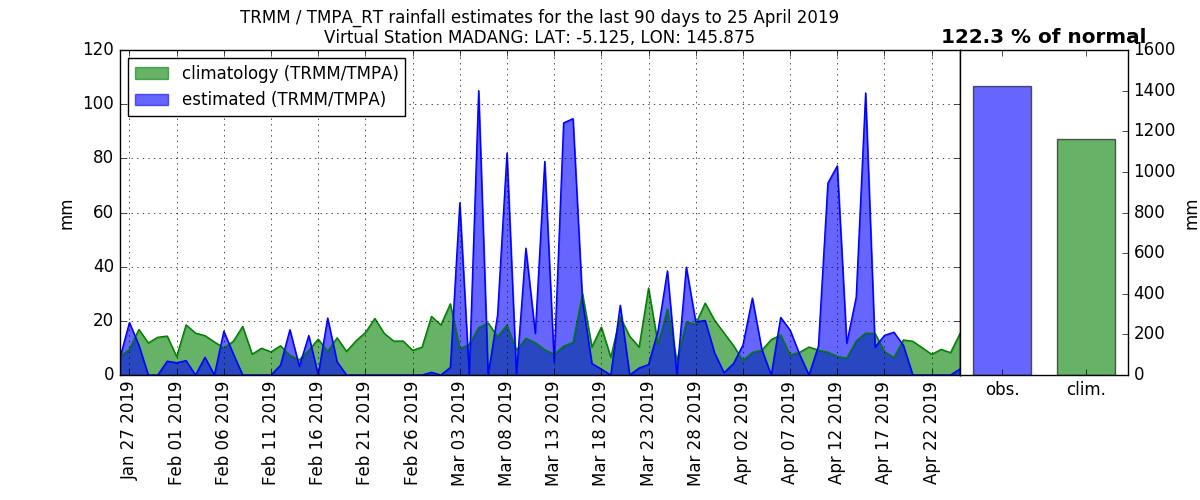 TRMM / TMPA_RT rainfall estimates for the last 90 days to 25 April 2019
Virtual Station MADANG: LAT: -5.125, LON: 145.875
122.3 % of normal
climatology (TRMM/TMPA)
estimated (TRMM/TMPA)
120
100
80
60
40
20
0
mm
1600
1400
1200
1000
800
600
400
200
0
mm
Jan 27 2019
Feb 01 2019
Feb 06 2019
Feb 11 2019
Feb 16 2019
Feb 21 2019
Feb 26 2019
Mar 03 2019
Mar 08 2019
Mar 13 2019
Mar 18 2019
Mar 23 2019
Mar 28 2019
Apr 02 2019
Apr 07 2019
Apr 12 2019
Apr 17 2019
Apr 22 2019
obs.
clim.